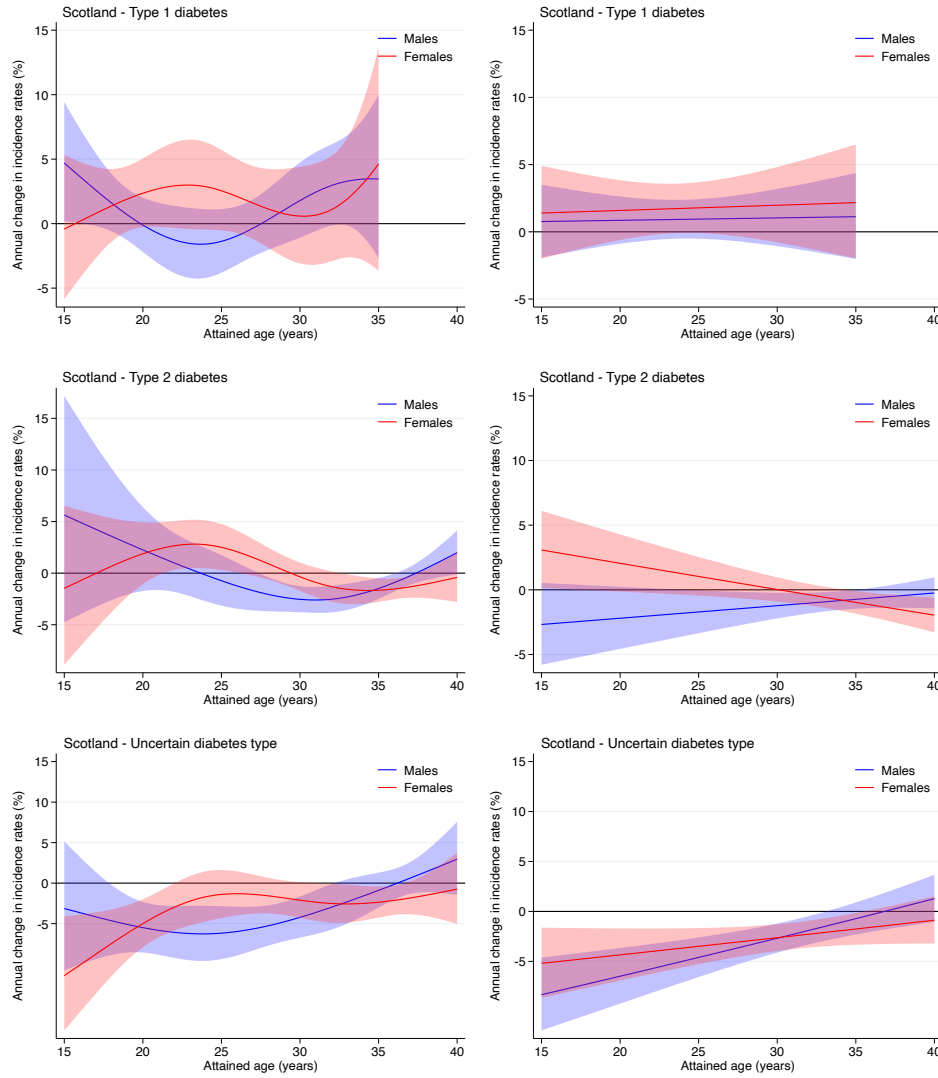 Scotland - Type 1 diabetes
Annual change in incidence rates (%)
15
10
5
0
-5
Males
Females
15 20 25 30 35 40
Attained age (years)
Scotland - Type 1 diabetes
Annual change in incidence rates (%)
15
10
5
0
-5
Males
Females
15 20 25 30 35 40
Attained age (years)
Scotland - Type 2 diabetes
Annual change in incidence rates (%)
15
10
5
0
-5
Males
Females
15 20 25 30 35 40
Attained age (years)
Scotland - Type 2 diabetes
Annual change in incidence rates (%)
15
10
5
0
-5
Males
Females
15 20 25 30 35 40
Attained age (years)
Scotland - Uncertain diabetes type
Annual change in incidence rates (%)
15
10
5
0
-5
Males
Females
15 20 25 30 35 40
Attained age (years)
Scotland - Uncertain diabetes type
Annual change in incidence rates (%)
15
10
5
0
-5
Males
Females
15 20 25 30 35 40
Attained age (years)